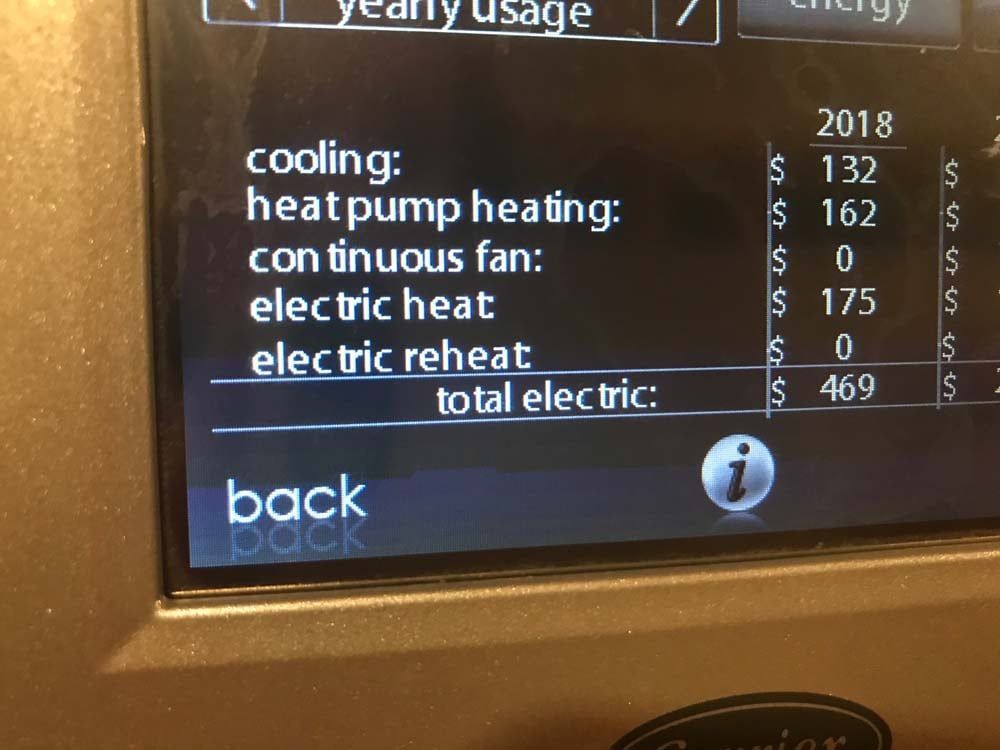 yearly usage
energy
2018
cooling: $ 132 $
heat pump heating: $ 162 $
continuous fan: $ 0 $
electric heat: $ 175 $
electric reheat: $ 0 $
total electric: $ 469 $
i
back